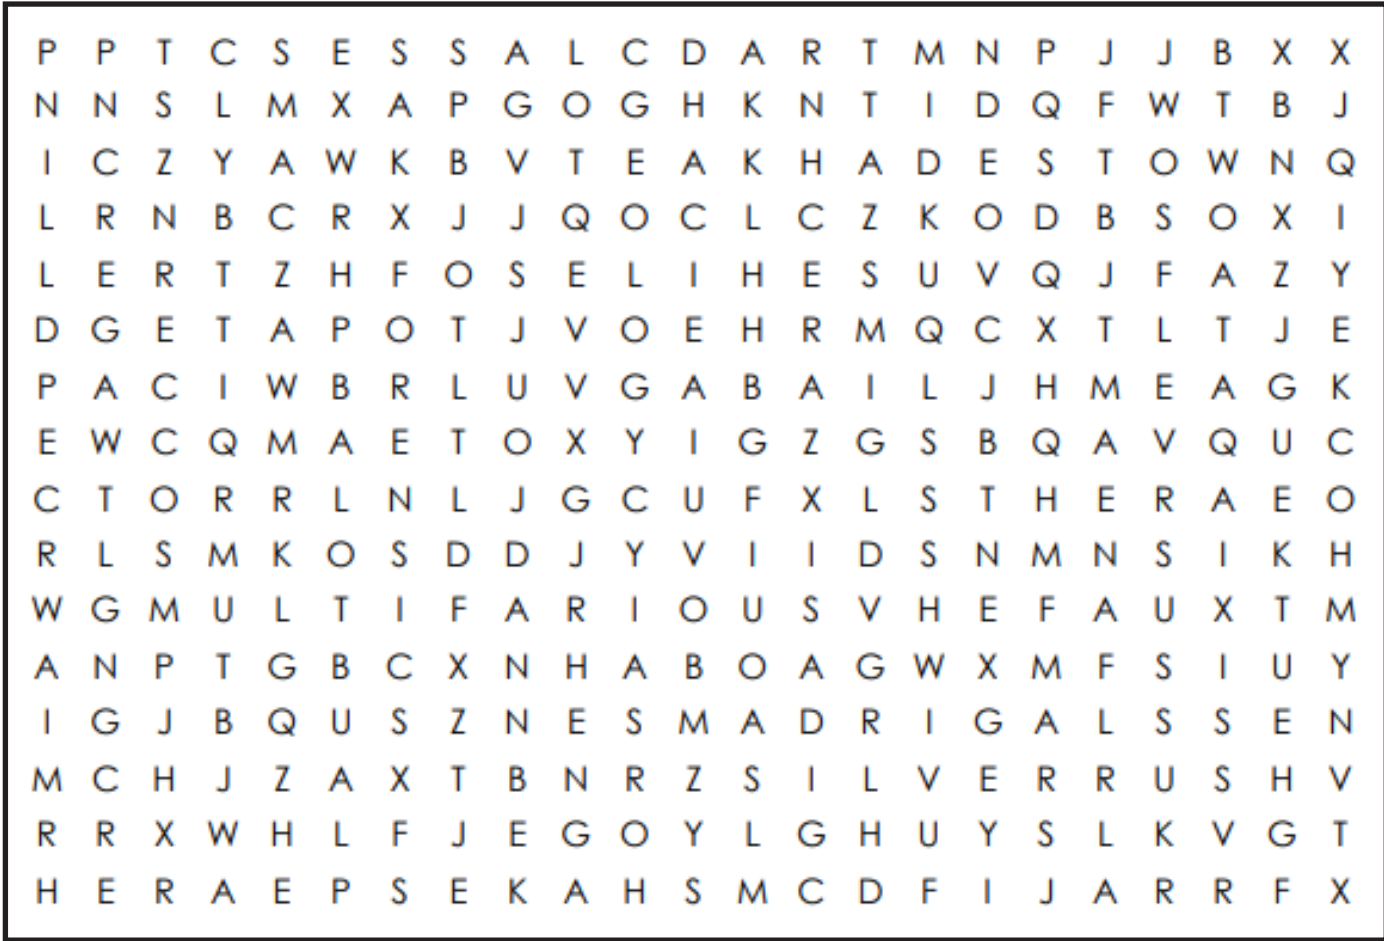 P P T C S E S S A L C D A R T M N P J J B X X
N N S L M X A P G O G H K N T I D Q F W T B J
I C Z Y A W K B V T E A K H A D E S T O W N Q
L R N B C R X J J Q O C L C Z K O D B S O X I
L E R T Z H F O S E L I H E S U V Q J F A Z Y
D G E T A P O T J V O E H R M Q C X T L T J E
P A C I W B R L U V G A B A I L J H M E A G K
E W C Q M A E T O X Y I G Z G S B Q A V Q U C
C T O R R L N L J G C U F X L S T H E R A E O
R L S M K O S D D J Y V I I D S N M N S I K H
W G M U L T I F A R I O U S V H E F A U X T M
A N P T G B C X N H A B O A G W X M F S I U Y
I G J B Q U S Z N E S M A D R I G A L S S E N
M C H J Z A X T B N R Z S I L V E R R U S H V
R R X W H L F J E G O Y L G H U Y S L K V G T
H E R A E P S E K A H S M C D F I J A R R F X